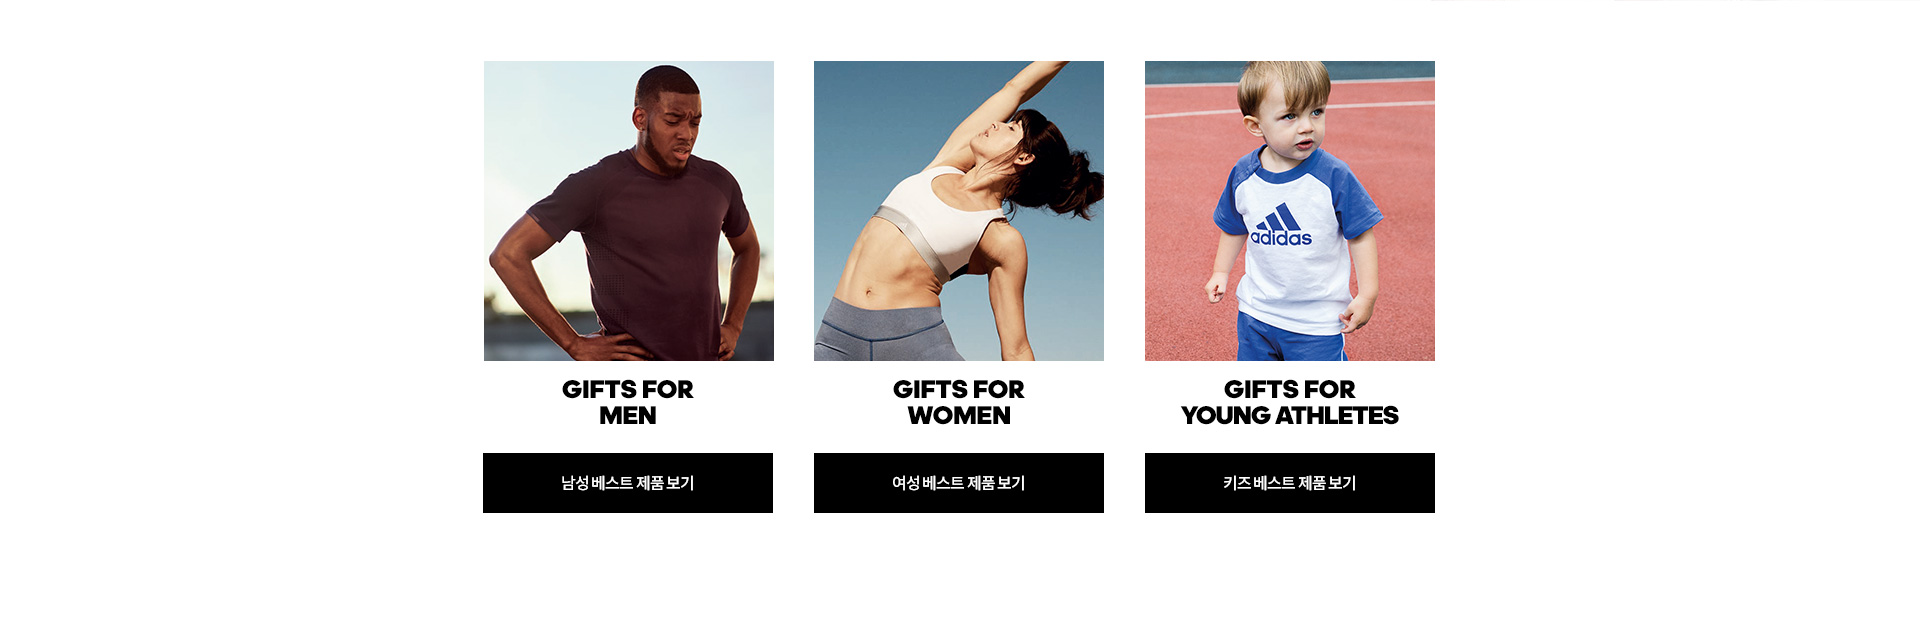 adidas
GIFTS FOR
MEN
남성 베스트 제품 보기
GIFTS FOR
WOMEN
여성 베스트 제품 보기
GIFTS FOR
YOUNG ATHLETES
키즈 베스트 제품 보기